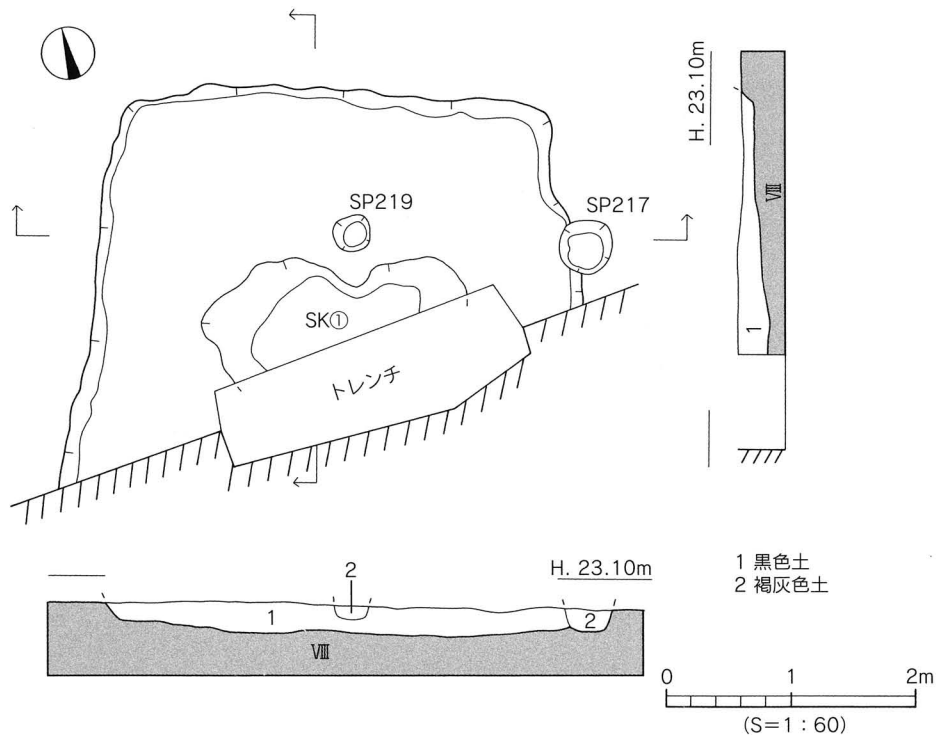 SP219
SP217
SK①
トレンチ
H. 23.10m
Ⅷ
1
H. 23.10m
2
1
2
Ⅷ
1 黒色土
2 褐灰色土
0 1 2m
(S=1：60)